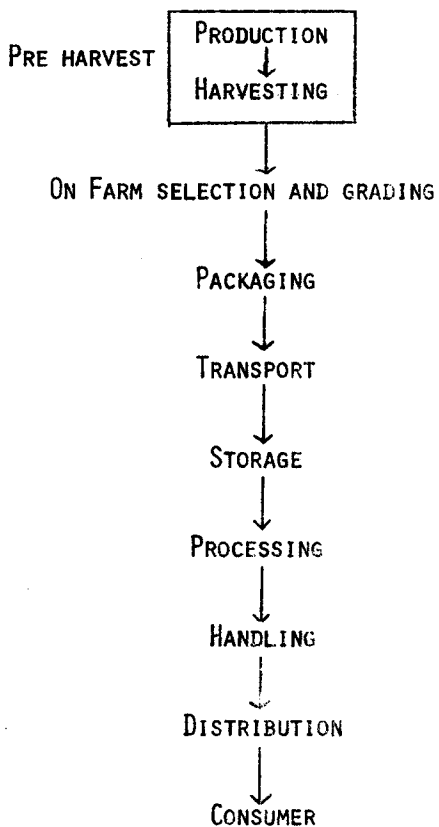 PRODUCTION
PRE HARVEST
HARVESTING
ON FARM SELECTION AND GRADING
PACKAGING
TRANSPORT
STORAGE
PROCESSING
HANDLING
DISTRIBUTION
CONSUMER